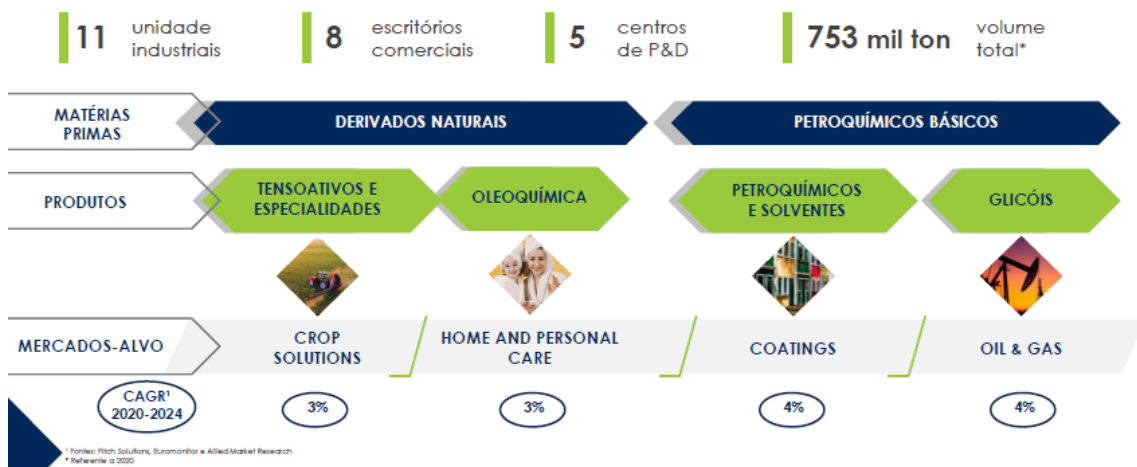 11 unidade industriais
8 escritórios comerciais
5 centros de P&D
753 mil ton volume total*
MATÉRIAS
PRIMAS
DERIVADOS NATURAIS
PETROQUÍMICOS BÁSICOS
PRODUTOS
TENSOATIVOS E
ESPECIALIDADES
OLEOQUÍMICA
PETROQUÍMICOS
E SOLVENTES
GLICÓIS
MERCADOS-ALVO
CROP
SOLUTIONS
HOME AND PERSONAL
CARE
COATINGS
OIL & GAS
CAGR¹
2020-2024
3%
3%
4%
4%
¹ Fontes: Fitch Solutions, Euromonitor e Allied Market Research
* Referente a 2020